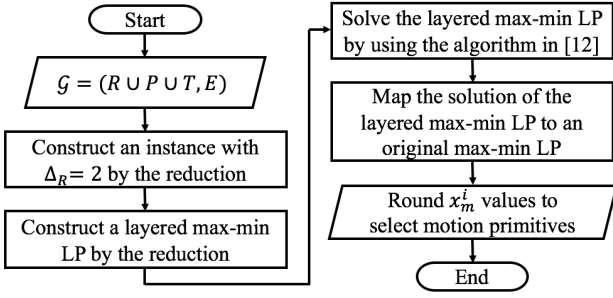 Start
𝒢 = (R ∪ P ∪ T, E)
Construct an instance with
Δ_R = 2 by the reduction
Construct a layered max-min
LP by the reduction
Solve the layered max-min LP
by using the algorithm in [12]
Map the solution of the
layered max-min LP to an
original max-min LP
Round x_m^i values to
select motion primitives
End